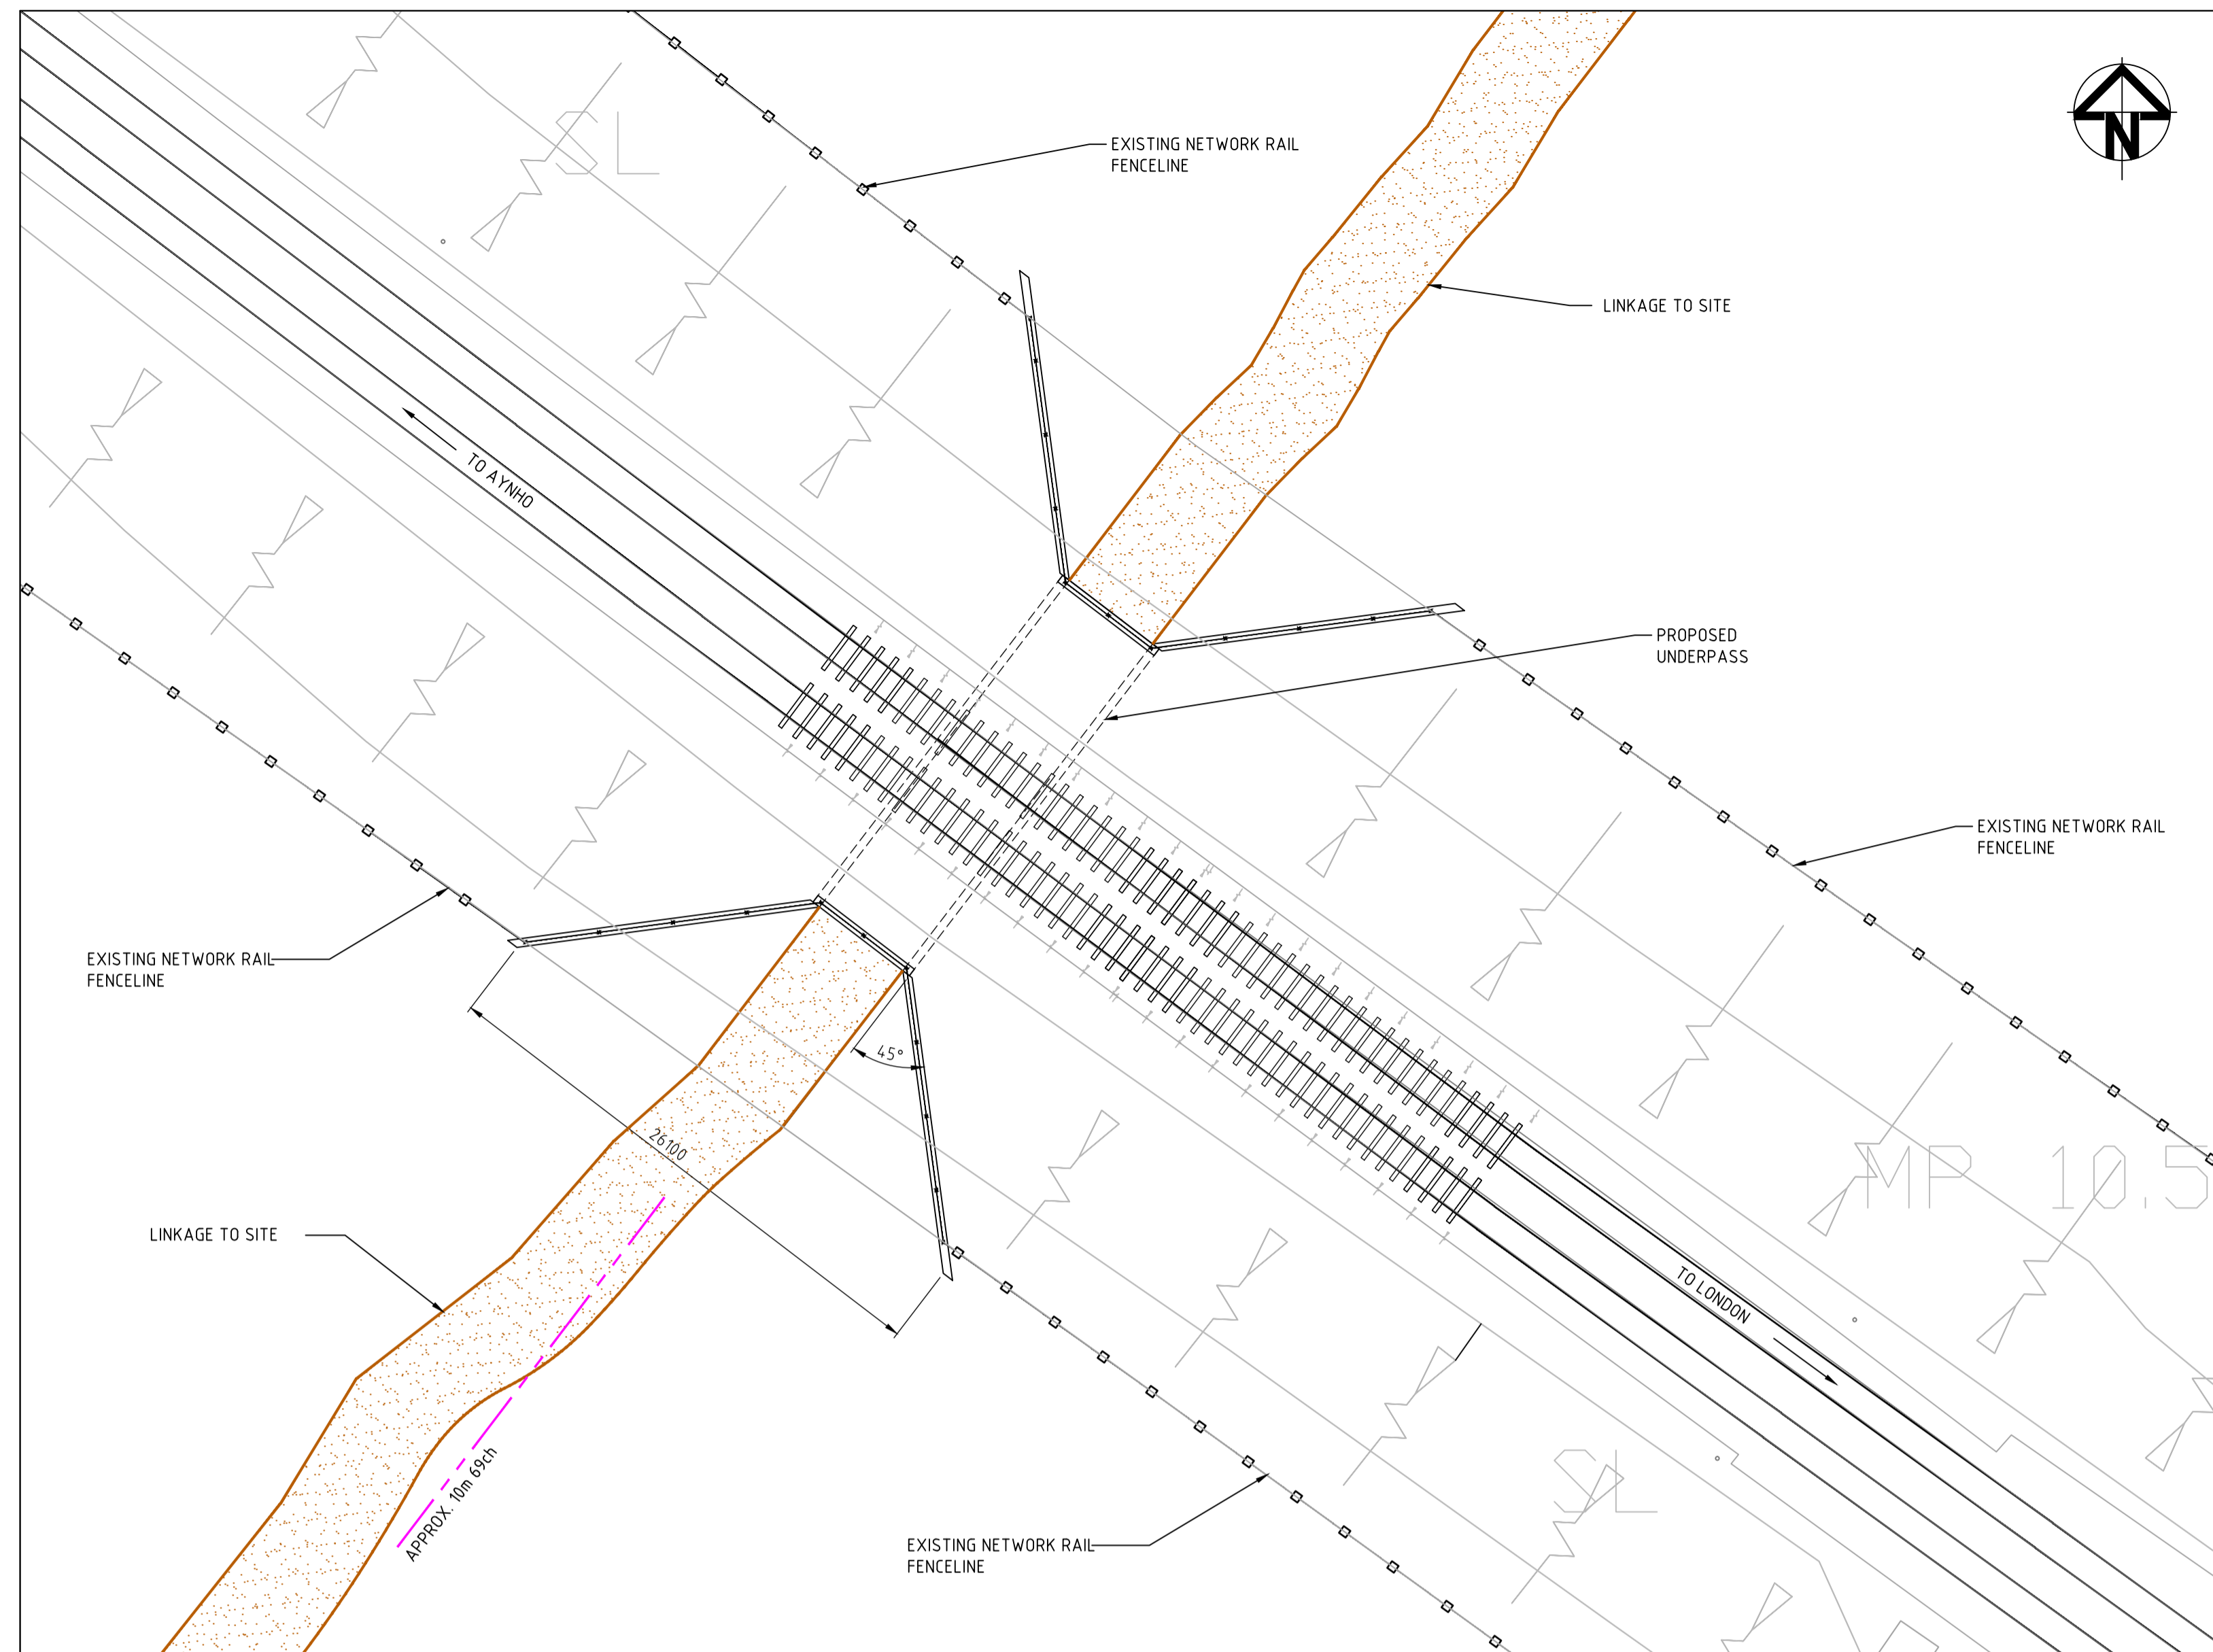 SL
N
EXISTING NETWORK RAIL
FENCELINE
LINKAGE TO SITE
TO AYNHO
PROPOSED
UNDERPASS
EXISTING NETWORK RAIL
FENCELINE
EXISTING NETWORK RAIL
FENCELINE
45°
26100
MP 10.5
LINKAGE TO SITE
TO LONDON
APPROX. 10m 69ch
SL
EXISTING NETWORK RAIL
FENCELINE